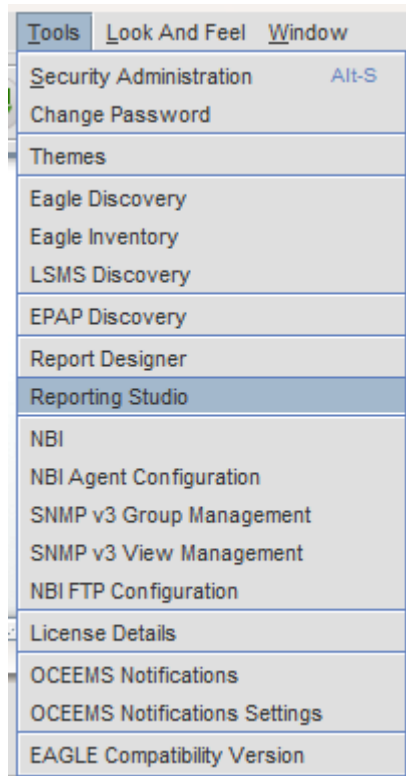 Tools Look And Feel Window
Security Administration Alt-S
Change Password
Themes
Eagle Discovery
Eagle Inventory
LSMS Discovery
EPAP Discovery
Report Designer
Reporting Studio
NBI
NBI Agent Configuration
SNMP v3 Group Management
SNMP v3 View Management
NBI FTP Configuration
License Details
OCEEMS Notifications
OCEEMS Notifications Settings
EAGLE Compatibility Version